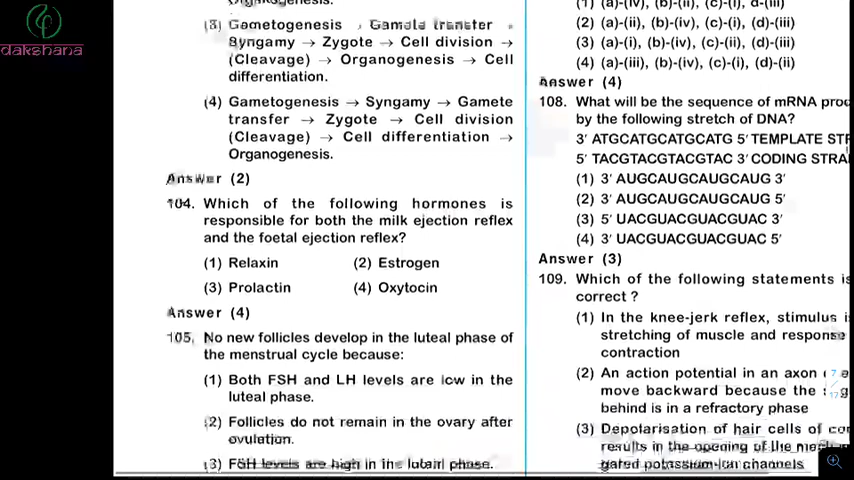 dakshana
(3) Gametogenesis → Gamete transfer →
Syngamy → Zygote → Cell division →
(Cleavage) → Organogenesis → Cell
differentiation.
(4) Gametogenesis → Syngamy → Gamete
transfer → Zygote → Cell division
(Cleavage) → Cell differentiation →
Organogenesis.
Answer (2)
104. Which of the following hormones is
responsible for both the milk ejection reflex
and the foetal ejection reflex?
(1) Relaxin (2) Estrogen
(3) Prolactin (4) Oxytocin
Answer (4)
105. No new follicles develop in the luteal phase of
the menstrual cycle because:
(1) Both FSH and LH levels are low in the
luteal phase.
(2) Follicles do not remain in the ovary after
ovulation.
(3) FSH levels are high in the luteal phase.
(2) (a)-(ii), (b)-(iv), (c)-(i), (d)-(iii)
(3) (a)-(i), (b)-(iv), (c)-(ii), (d)-(iii)
(4) (a)-(iii), (b)-(iv), (c)-(i), (d)-(ii)
Answer (4)
108. What will be the sequence of mRNA
by the following stretch of DNA?
3′ ATGCATGCATGCATG 5′ TEMPLATE
5′ TACGTACGTACGTAC 3′ CODING
(1) 3′ AUGCAUGCAUGCAUG 3′
(2) 3′ AUGCAUGCAUGCAUG 5′
(3) 5′ UACGUACGUACGUAC 3′
(4) 3′ UACGUACGUACGUAC 5′
Answer (3)
109. Which of the following statements is
correct ?
(1) In the knee-jerk reflex, stimulus
stretching of muscle and response
contraction
(2) An action potential in an axon
move backward because the
behind is in a refractory phase
(3) Depolarisation of hair cells of
results in the opening of the
gated potassium-ion channels
7
17